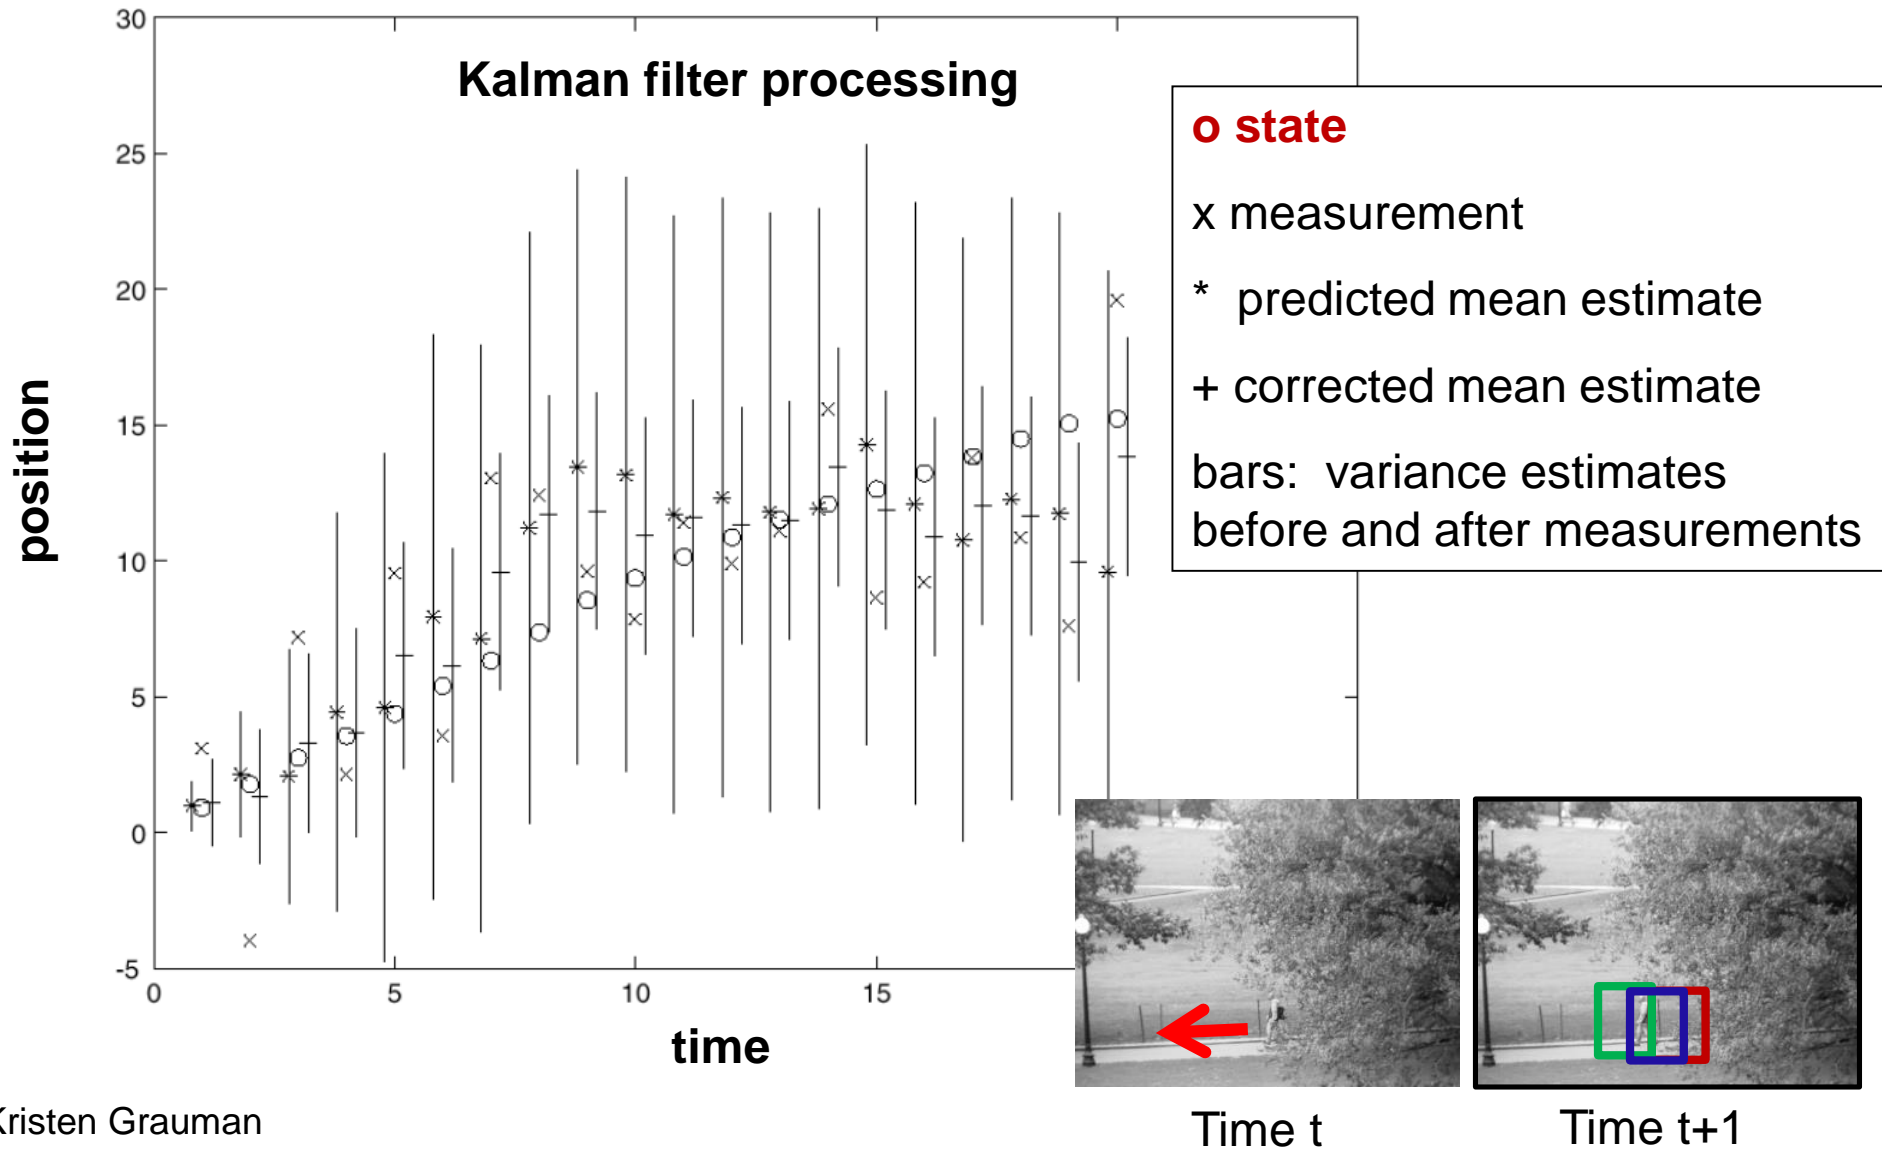 Kalman filter processing
30
25
20
15
10
5
0
-5
0
5
10
15
position
time
o state
x measurement
* predicted mean estimate
+ corrected mean estimate
bars: variance estimates
before and after measurements
Time t
Time t+1
Kristen Grauman